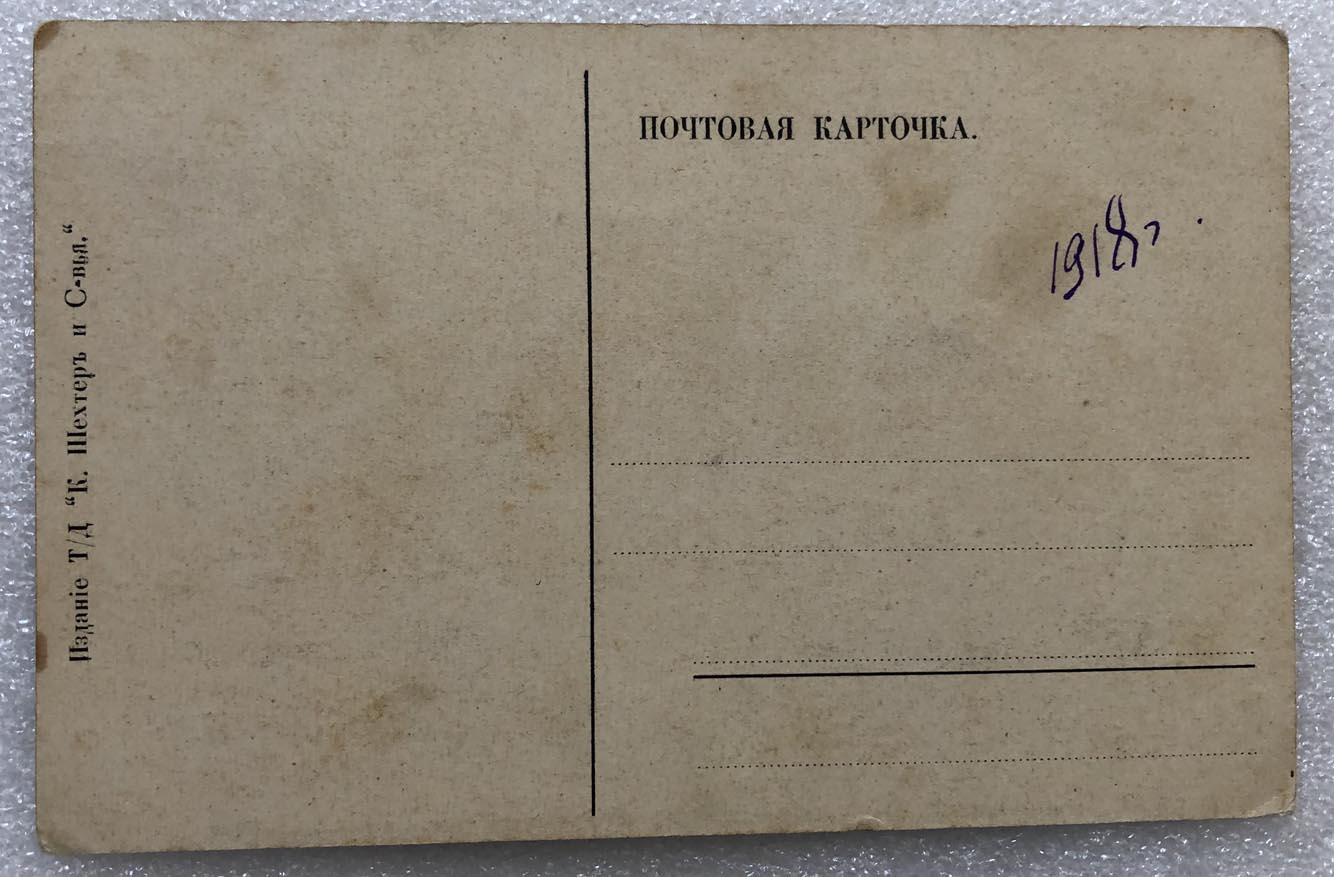 ПОЧТОВАЯ КАРТОЧКА.
1918г.
Изданіе Т/Д “К. Шехтеръ и С-вья.“